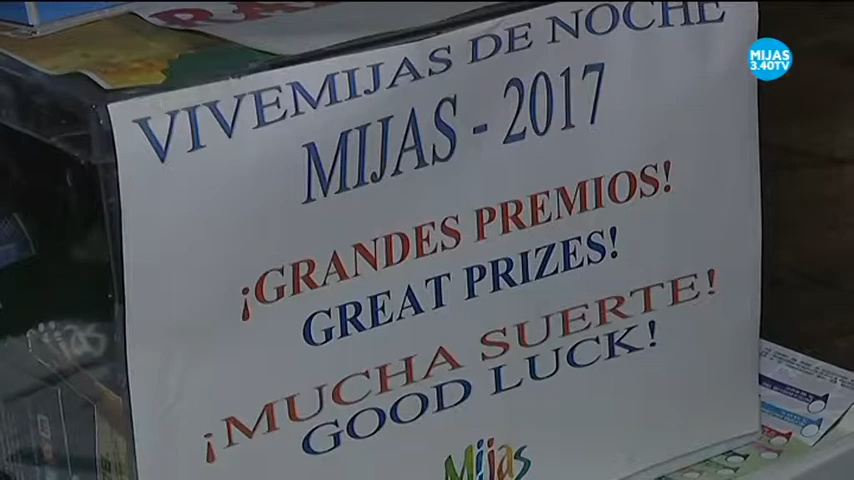 VIVEMIJAS DE NOCHE
MIJAS - 2017
¡GRANDES PREMIOS!
GREAT PRIZES!
¡MUCHA SUERTE!
GOOD LUCK!
Mijas
MIJAS
3.40TV